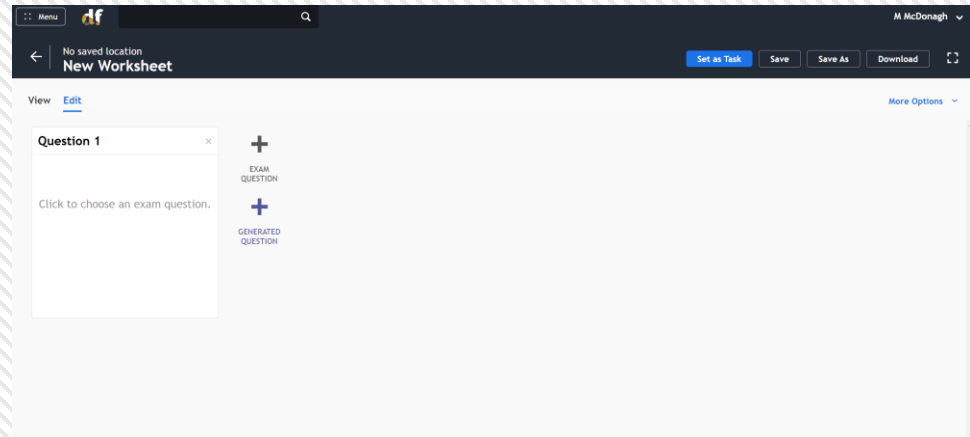 Menu df M McDonagh
No saved location
New Worksheet
Set as Task Save Save As Download
View Edit More Options
Question 1 ×
Click to choose an exam question.
EXAM
QUESTION
GENERATED
QUESTION